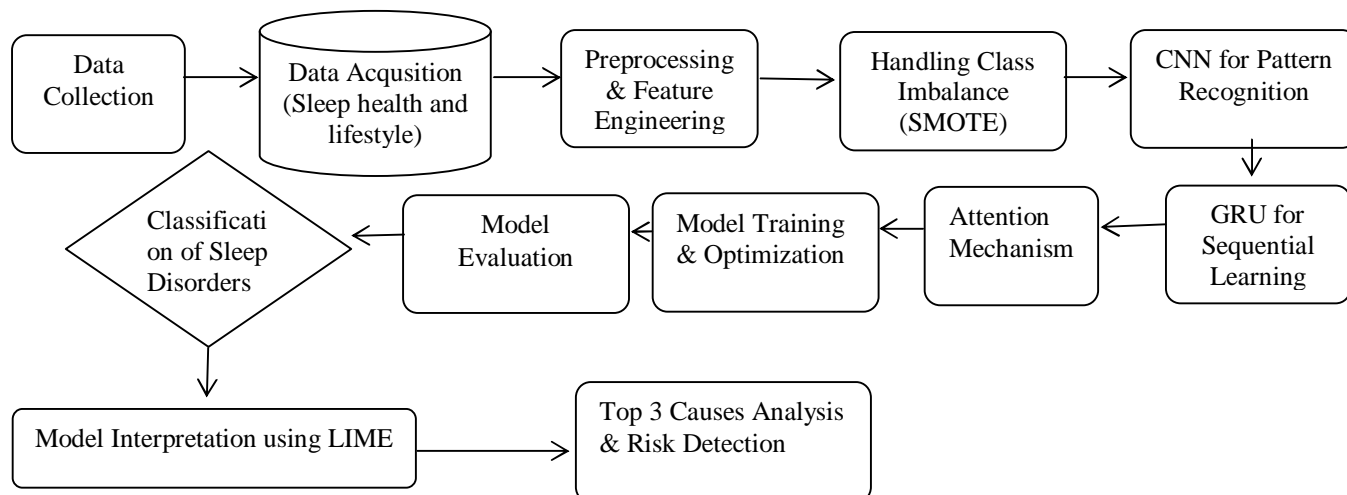 Data
Collection
Data Acqusition
(Sleep health and
lifestyle)
Preprocessing
& Feature
Engineering
Handling Class
Imbalance
(SMOTE)
CNN for Pattern
Recognition
GRU for
Sequential
Learning
Attention
Mechanism
Model Training
& Optimization
Model
Evaluation
Classificati
on of Sleep
Disorders
Model Interpretation using LIME
Top 3 Causes Analysis
& Risk Detection